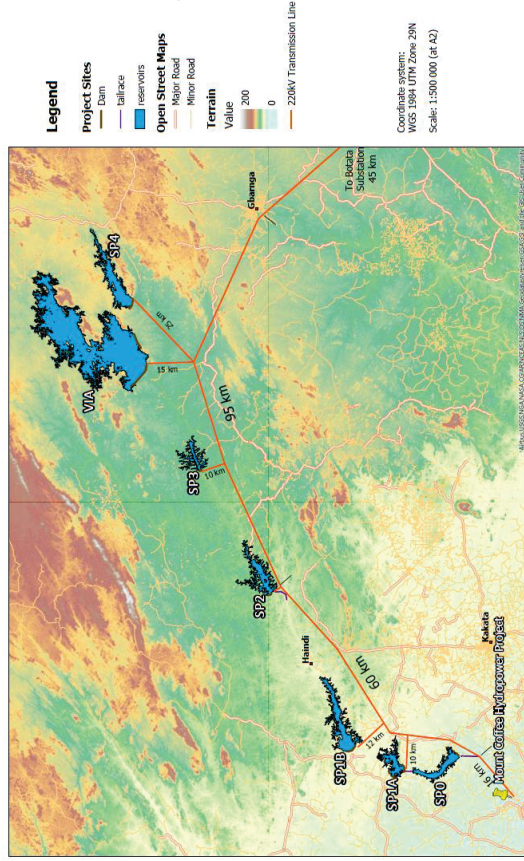 Legend
Project Sites
Dam
tailrace
reservoirs
Open Street Maps
Major Road
Minor Road
Terrain
Value
200
0
220kV Transmission Line
Coordinate system:
WGS 1984 UTM Zone 29N
Scale: 1:500 000 (at A2)
VIA
SP4
25 km
15 km
Gbarnga
To Botata
Substation
45 km
95 km
SP3
10 km
SP2
Haindi
60 km
SP1B
12 km
SP1A
10 km
SP0
Kakata
16 km
Mount Coffee Hydropower Project